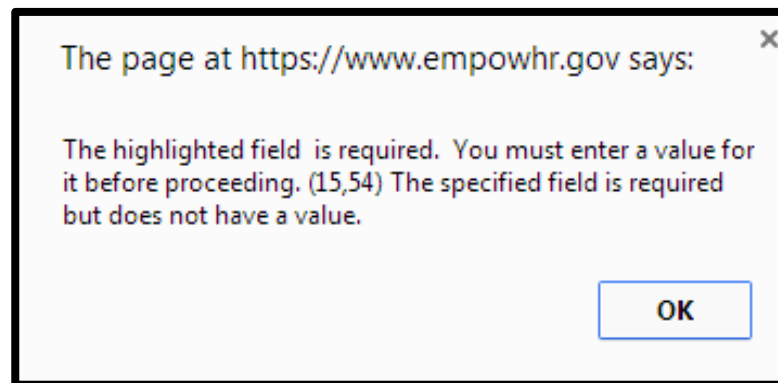 The page at https://www.empowhr.gov says:
The highlighted field  is required.  You must enter a value for
it before proceeding. (15,54) The specified field is required
but does not have a value.
OK